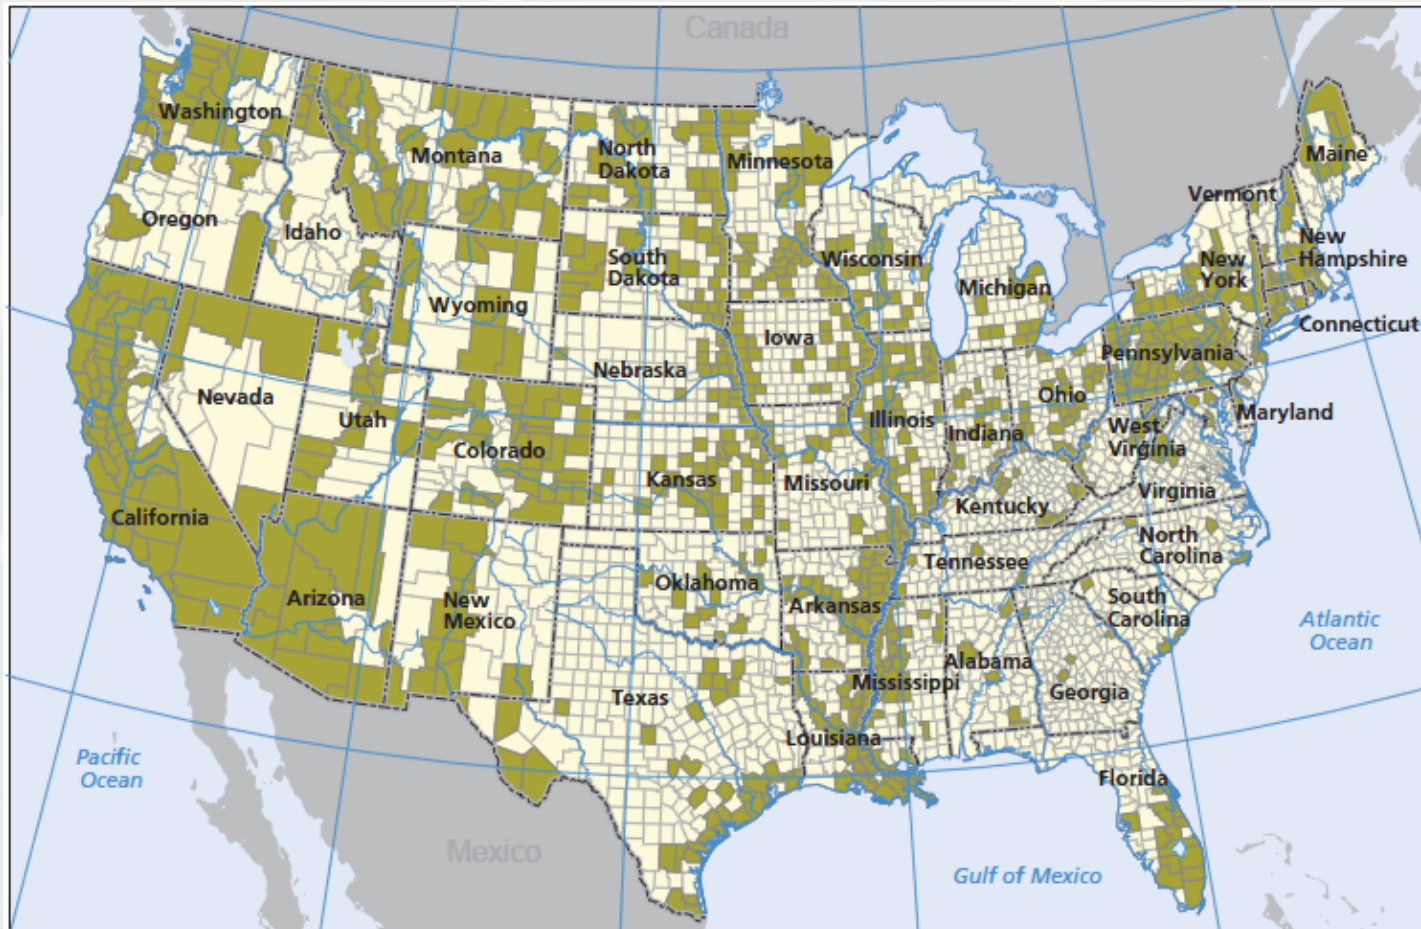 Canada
Washington
Montana
North
Dakota
Minnesota
Maine
Vermont
Oregon
Idaho
Wisconsin
New
Hampshire
South
Dakota
New
York
Michigan
Wyoming
Connecticut
Iowa
Pennsylvania
Nebraska
Nevada
Ohio
Maryland
Utah
Illinois
Indiana
West
Virginia
Colorado
Kansas
Missouri
Virginia
Kentucky
California
North
Carolina
Tennessee
Oklahoma
Arizona
New
Mexico
Arkansas
South
Carolina
Atlantic
Ocean
Alabama
Mississippi
Georgia
Texas
Louisiana
Pacific
Ocean
Florida
Mexico
Gulf of Mexico